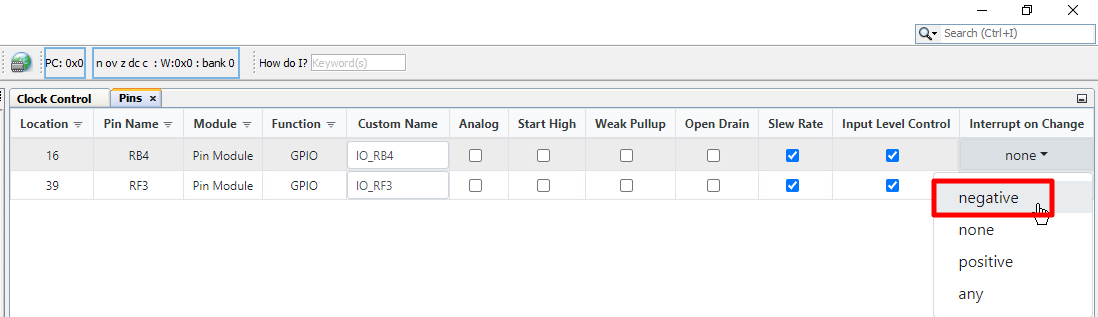 Search (Ctrl+I)
PC: 0x0 n ov z dc c : W:0x0 : bank 0 How do I? Keyword(s)
Clock Control Pins x
Location Pin Name Module Function Custom Name Analog Start High Weak Pullup Open Drain Slew Rate Input Level Control Interrupt on Change
16 RB4 Pin Module GPIO IO_RB4 none
39 RF3 Pin Module GPIO IO_RF3
negative
none
positive
any